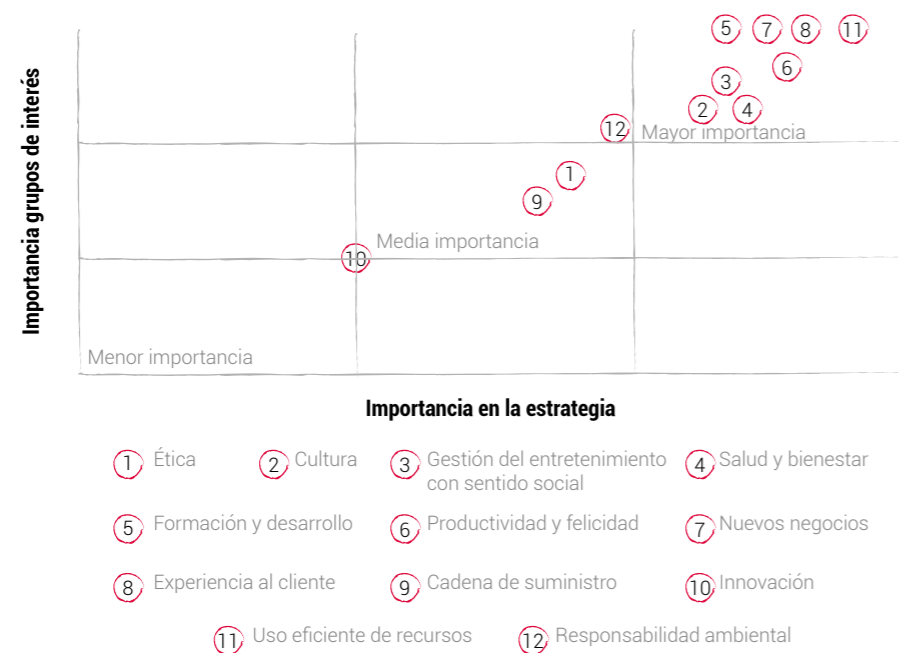 5 7 8 11
6
3
2 4
12 Mayor importancia
1
9
Media importancia
10
Menor importancia
Importancia grupos de interés
Importancia en la estrategia
1 Ética 2 Cultura 3 Gestión del entretenimiento con sentido social 4 Salud y bienestar
5 Formación y desarrollo 6 Productividad y felicidad 7 Nuevos negocios
8 Experiencia al cliente 9 Cadena de suministro 10 Innovación
11 Uso eficiente de recursos 12 Responsabilidad ambiental